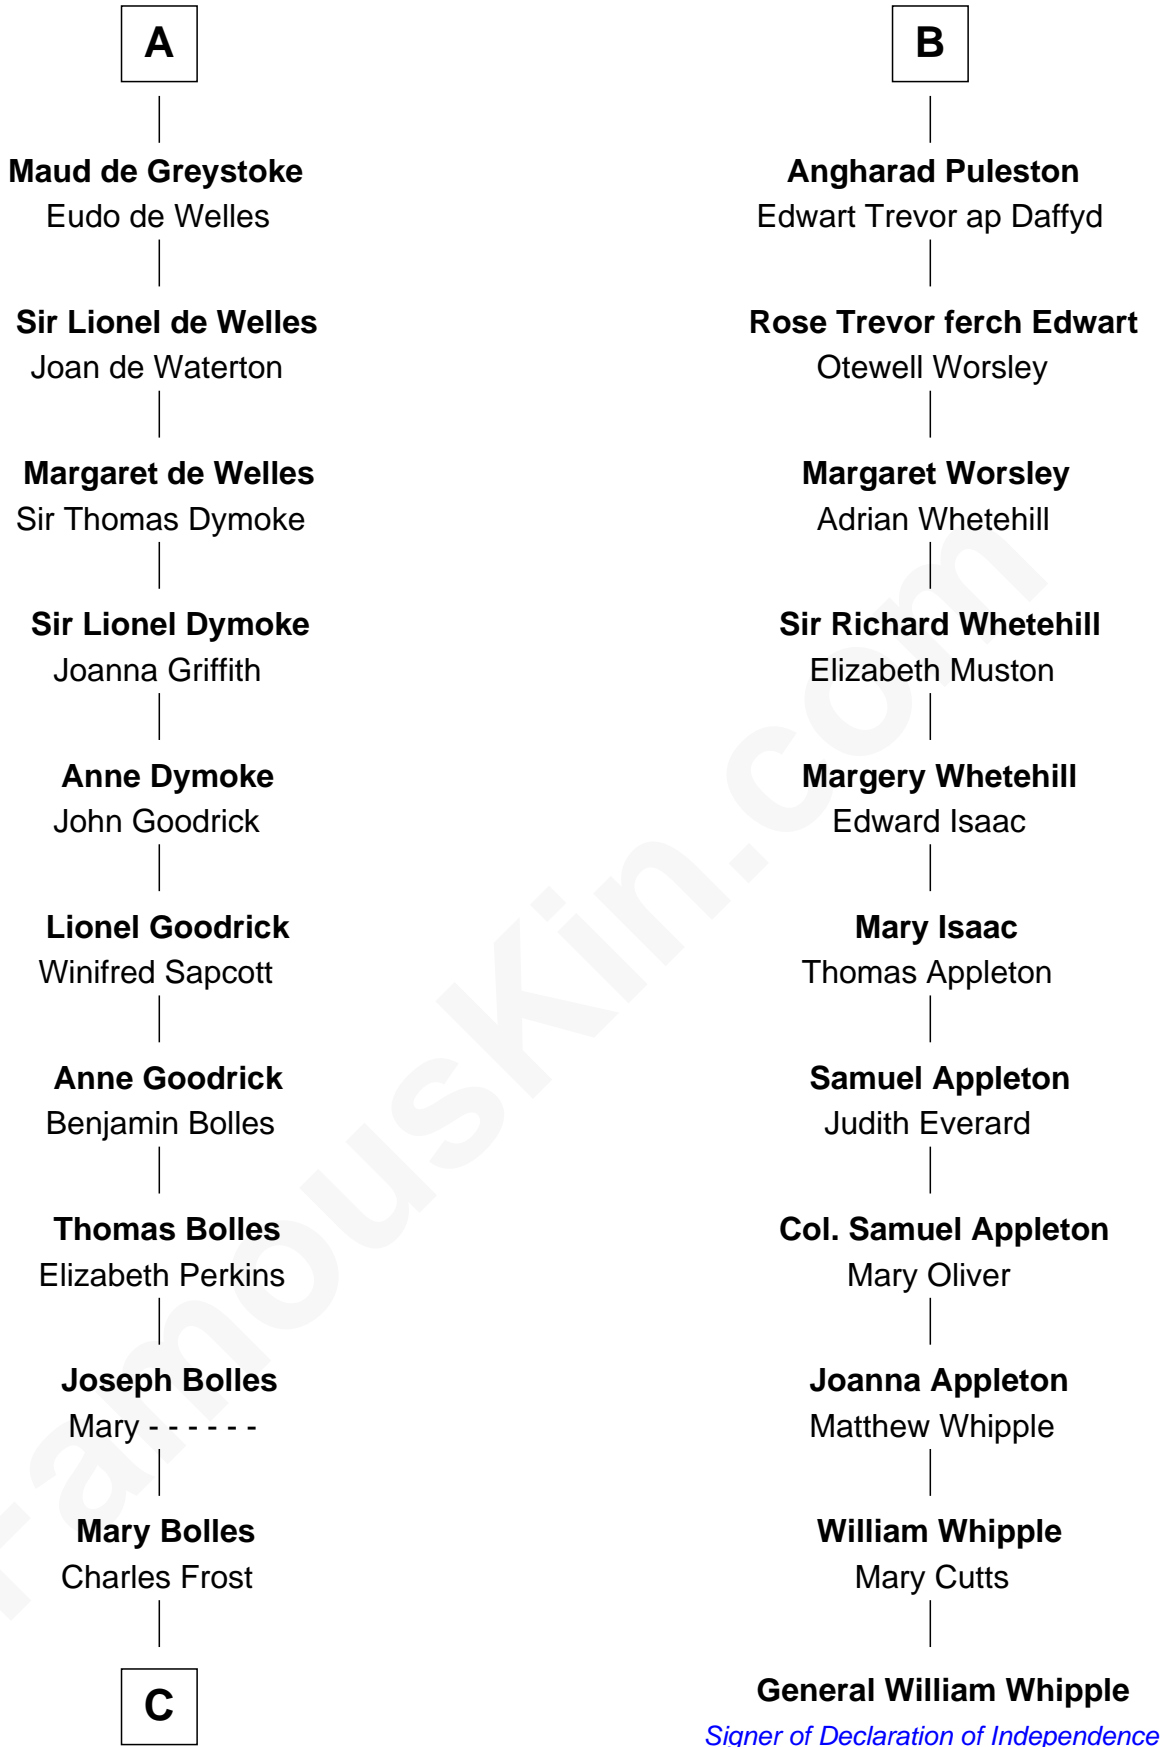 A
Maud de Greystoke
Eudo de Welles
Sir Lionel de Welles
Joan de Waterton
Margaret de Welles
Sir Thomas Dymoke
Sir Lionel Dymoke
Joanna Griffith
Anne Dymoke
John Goodrick
Lionel Goodrick
Winifred Sapcott
Anne Goodrick
Benjamin Bolles
Thomas Bolles
Elizabeth Perkins
Joseph Bolles
Mary - - - - - -
Mary Bolles
Charles Frost
C
B
Angharad Puleston
Edwart Trevor ap Daffyd
Rose Trevor ferch Edwart
Otewell Worsley
Margaret Worsley
Adrian Whetehill
Sir Richard Whetehill
Elizabeth Muston
Margery Whetehill
Edward Isaac
Mary Isaac
Thomas Appleton
Samuel Appleton
Judith Everard
Col. Samuel Appleton
Mary Oliver
Joanna Appleton
Matthew Whipple
William Whipple
Mary Cutts
General William Whipple
Signer of Declaration of Independence
FamousKin.com